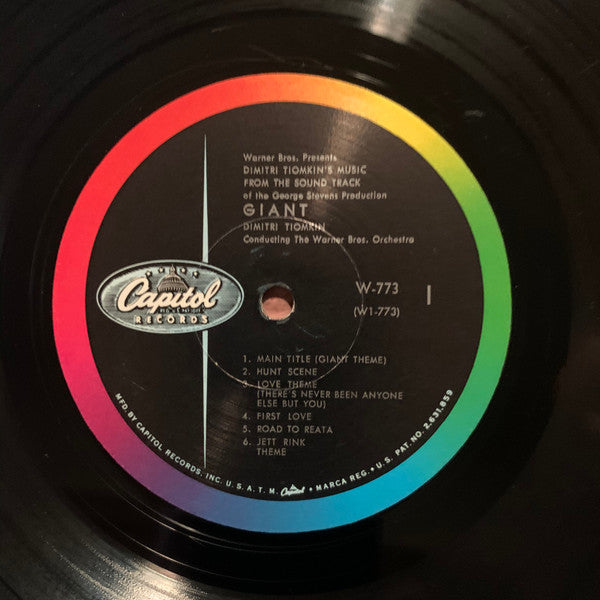 Warner Bros. Presents
DIMITRI TIOMKIN'S MUSIC
FROM THE SOUND TRACK
of the George Stevens Production
GIANT
DIMITRI TIOMKIN
Conducting The Warner Bros. Orchestra
Capitol
RECORDS
W-773
I
(W1-773)
1. MAIN TITLE (GIANT THEME)
2. HUNT SCENE
3. LOVE THEME
(THERE'S NEVER BEEN ANYONE
ELSE BUT YOU)
4. FIRST LOVE
5. ROAD TO REATA
6. JETT RINK
THEME
MFD. BY CAPITOL RECORDS, INC. U. S. A. T. M. Capitol • MARCA REG. • U. S. PAT. NO. 2,631,859